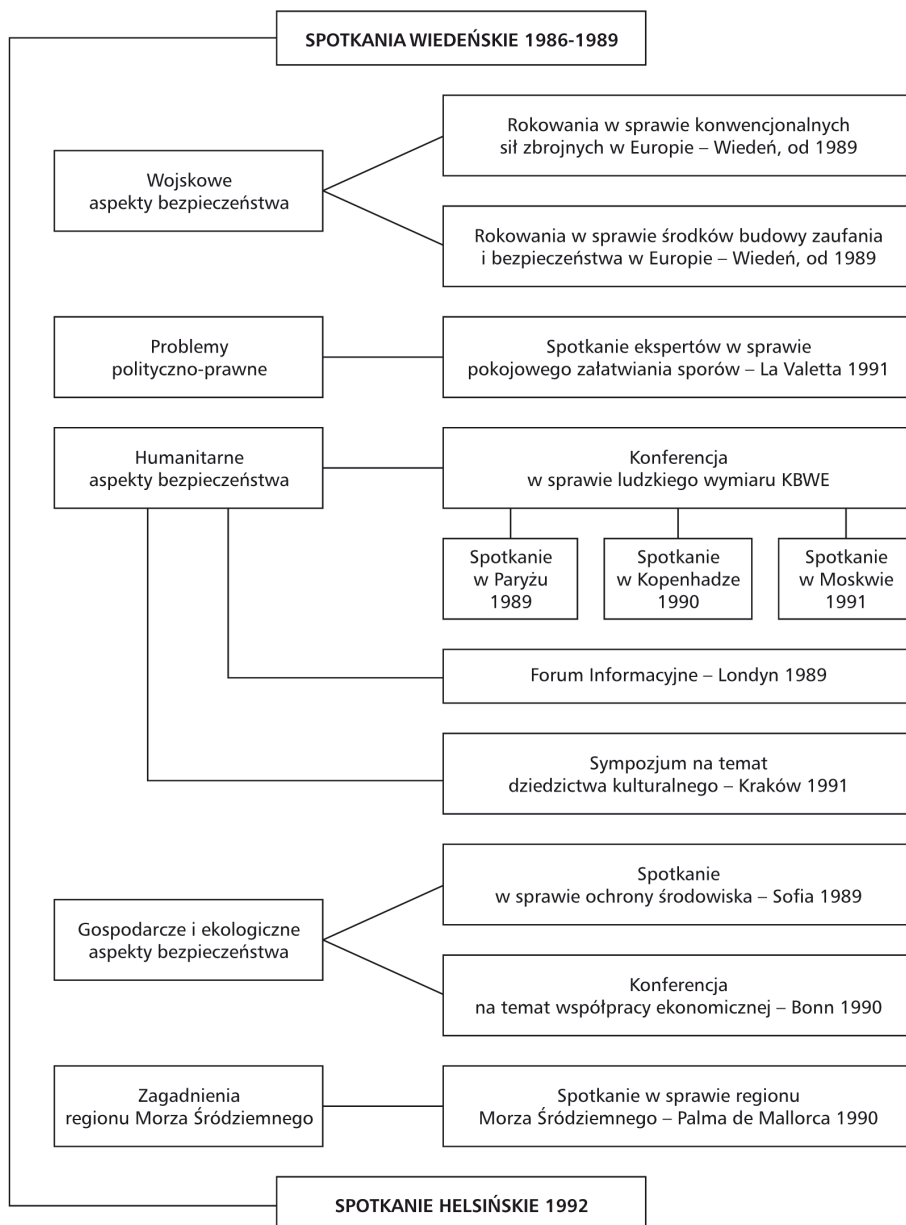 SPOTKANIA WIEDEŃSKIE 1986-1989
Wojskowe
aspekty bezpieczeństwa
Rokowania w sprawie konwencjonalnych
sił zbrojnych w Europie – Wiedeń, od 1989
Rokowania w sprawie środków budowy zaufania
i bezpieczeństwa w Europie – Wiedeń, od 1989
Problemy
polityczno-prawne
Spotkanie ekspertów w sprawie
pokojowego załatwiania sporów – La Valetta 1991
Humanitarne
aspekty bezpieczeństwa
Konferencja
w sprawie ludzkiego wymiaru KBWE
Spotkanie
w Paryżu
1989
Spotkanie
w Kopenhadze
1990
Spotkanie
w Moskwie
1991
Forum Informacyjne – Londyn 1989
Sympozjum na temat
dziedzictwa kulturalnego – Kraków 1991
Gospodarcze i ekologiczne
aspekty bezpieczeństwa
Spotkanie
w sprawie ochrony środowiska – Sofia 1989
Konferencja
na temat współpracy ekonomicznej – Bonn 1990
Zagadnienia
regionu Morza Śródziemnego
Spotkanie w sprawie regionu
Morza Śródziemnego – Palma de Mallorca 1990
SPOTKANIE HELSIŃSKIE 1992